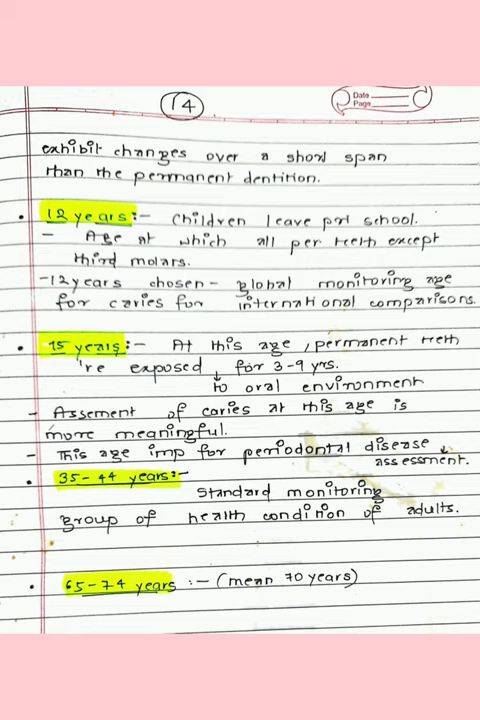 14
Date
Page
exhibit changes over a short span
than the permanent dentition.
• 12 years :- Children leave pri school.
- Age at which all per teeth except
third molars.
- 12 years chosen - global monitoring age
for caries for international comparisons.
• 15 years :- At this age, permanent teeth
're exposed ↓ for 3-9 yrs.
to oral environment
- Assement of caries at this age is
more meaningful.
- This age imp for periodontal disease
assessment.
• 35-44 years:-
Standard monitoring
group of health condition of adults.
• 65-74 years :- (mean 70 years)